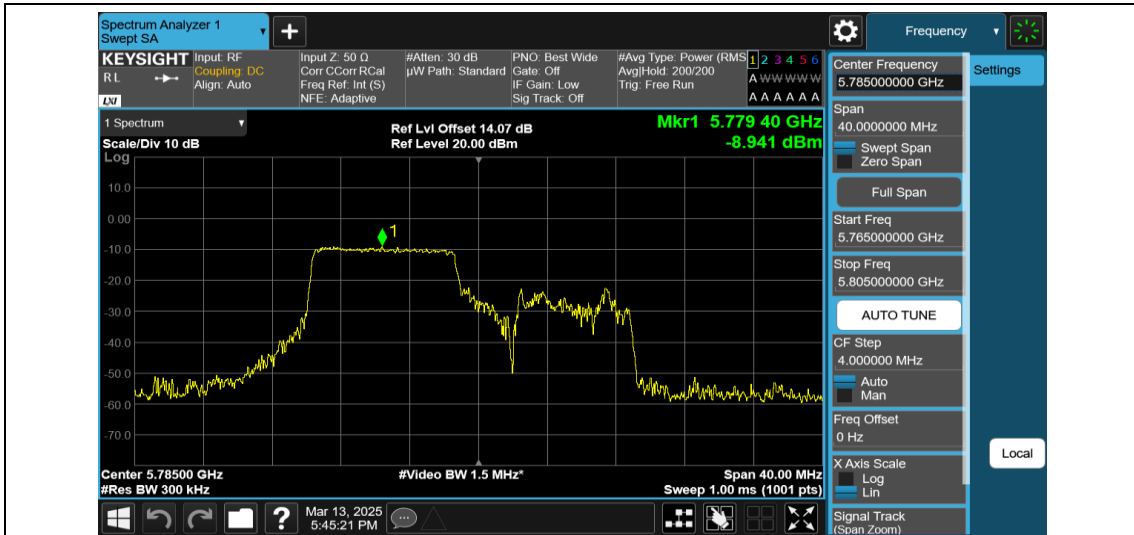 Spectrum Analyzer 1
Swept SA
+
Frequency
KEYSIGHT
R L
LXI
Input: RF
Coupling: DC
Align: Auto
Input Z: 50 Ω
Corr CCorr RCal
Freq Ref: Int (S)
NFE: Adaptive
#Atten: 30 dB
µW Path: Standard
PNO: Best Wide
Gate: Off
IF Gain: Low
Sig Track: Off
#Avg Type: Power (RMS
Avg|Hold: 200/200
Trig: Free Run
1 2 3 4 5 6
A W W W W W
A A A A A A
1 Spectrum
Scale/Div 10 dB
Ref Lvl Offset 14.07 dB
Ref Level 20.00 dBm
Mkr1 5.779 40 GHz
-8.941 dBm
Log
10.0
0.00
-10.0
-20.0
-30.0
-40.0
-50.0
-60.0
-70.0
1
Center 5.78500 GHz
#Res BW 300 kHz
#Video BW 1.5 MHz*
Span 40.00 MHz
Sweep 1.00 ms (1001 pts)
Center Frequency
5.785000000 GHz
Span
40.0000000 MHz
Swept Span
Zero Span
Full Span
Start Freq
5.765000000 GHz
Stop Freq
5.805000000 GHz
AUTO TUNE
CF Step
4.000000 MHz
Auto
Man
Freq Offset
0 Hz
X Axis Scale
Log
Lin
Signal Track
(Span Zoom)
Settings
Local
?
Mar 13, 2025
5:45:21 PM